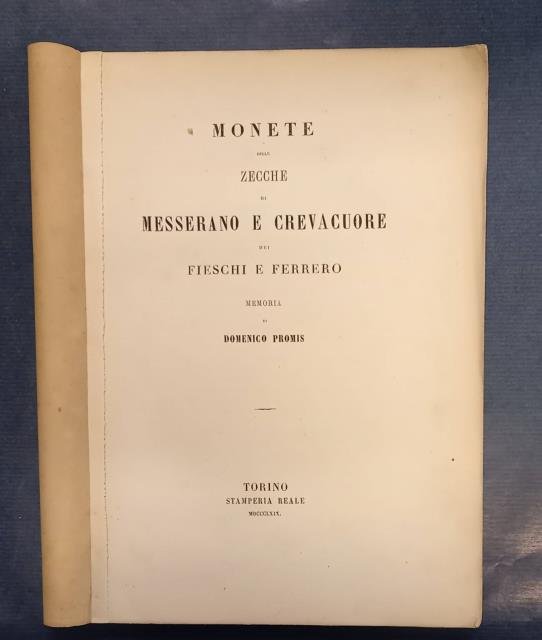 MONETE
DELLE
ZECCHE
DI
MESSERANO E CREVACUORE
DEI
FIESCHI E FERRERO
MEMORIA
DI
DOMENICO PROMIS
TORINO
STAMPERIA REALE
MDCCCLXIX.